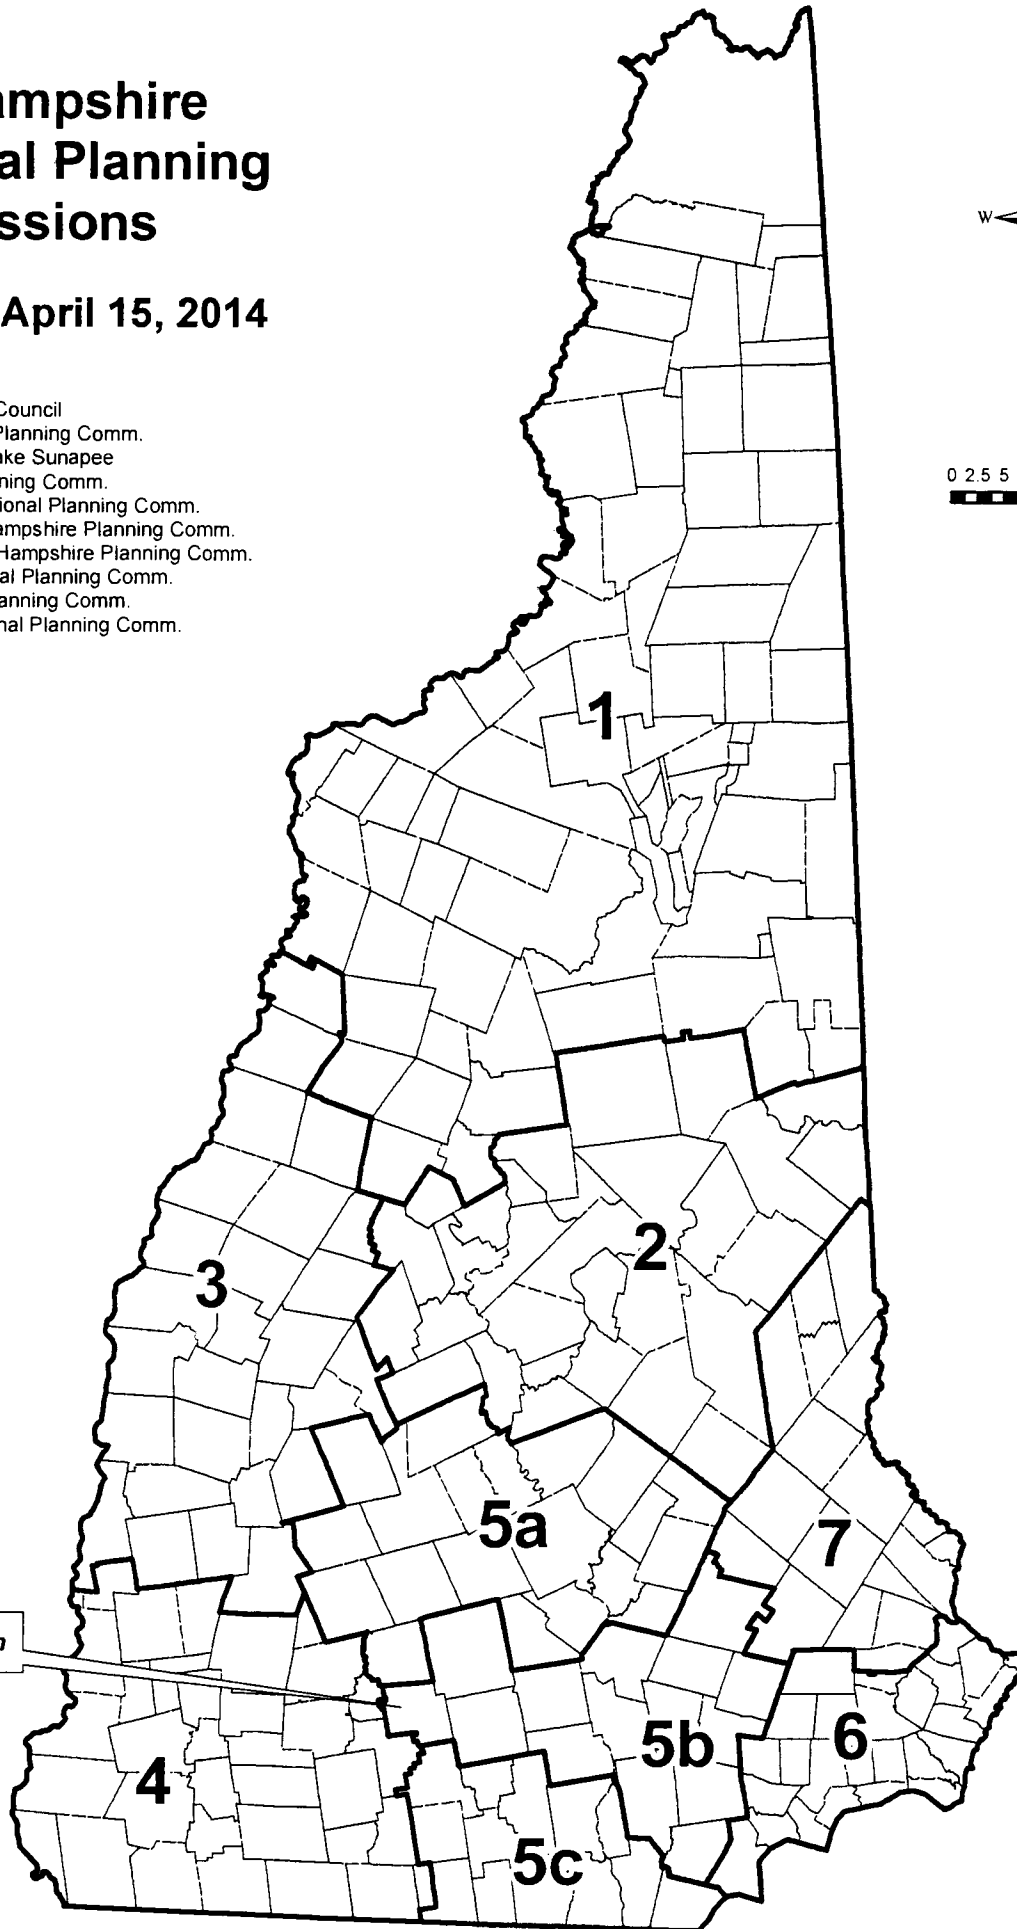 ampshire
al Planning
ssions
April 15, 2014
Council
Planning Comm.
ake Sunapee
ning Comm.
ional Planning Comm.
ampshire Planning Comm.
Hampshire Planning Comm.
al Planning Comm.
anning Comm.
nal Planning Comm.
W
0 2.5 5
1
2
3
5a
7
n
5b
6
4
5c